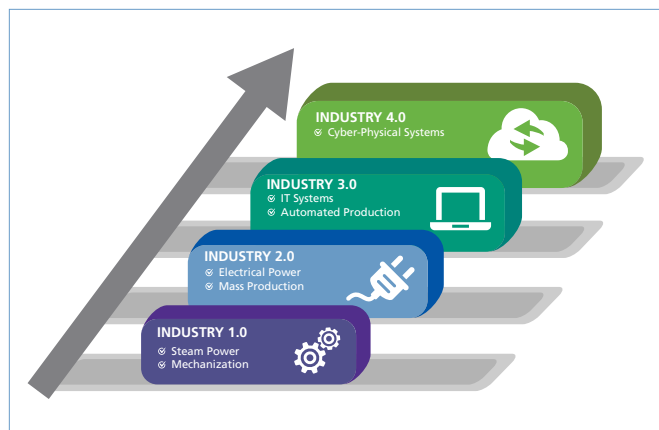 INDUSTRY 4.0
Cyber-Physical Systems
INDUSTRY 3.0
IT Systems
Automated Production
INDUSTRY 2.0
Electrical Power
Mass Production
INDUSTRY 1.0
Steam Power
Mechanization